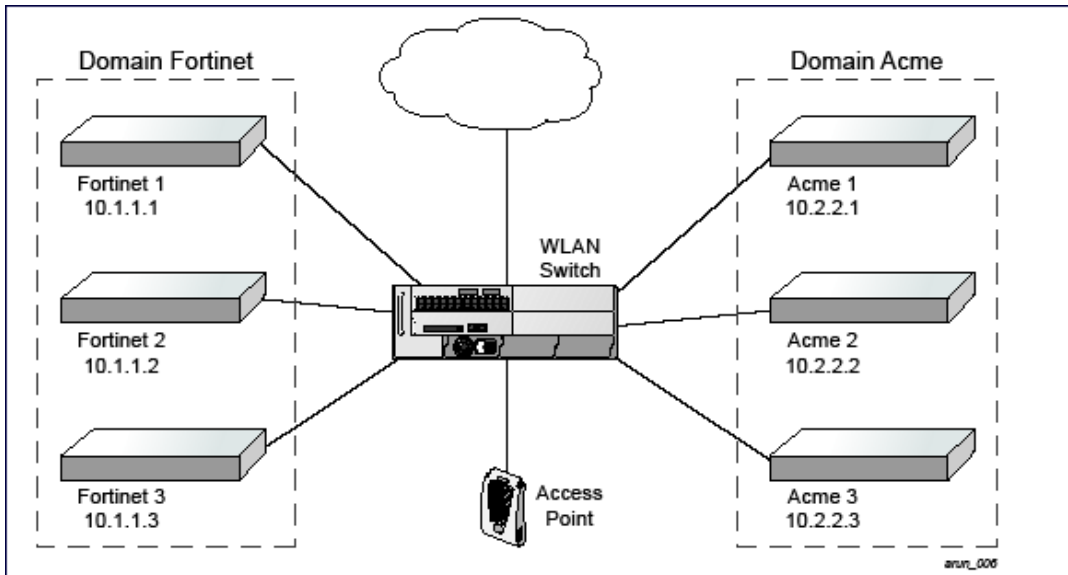 Domain Fortinet
Domain Acme
Fortinet 1
10.1.1.1
Acme 1
10.2.2.1
WLAN
Switch
Fortinet 2
10.1.1.2
Acme 2
10.2.2.2
Fortinet 3
10.1.1.3
Access
Point
Acme 3
10.2.2.3
arun_006